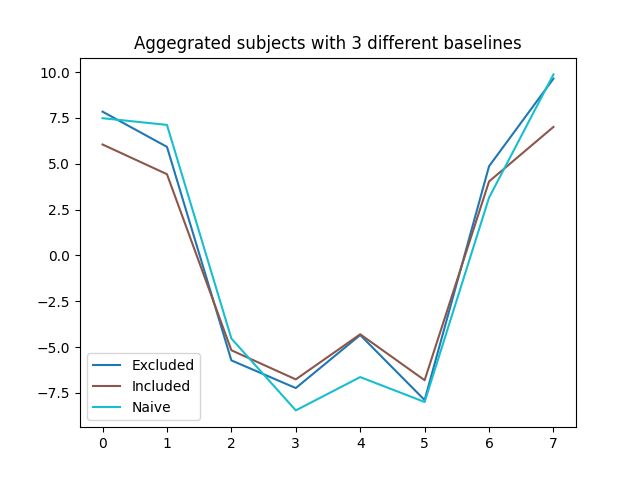 Aggegrated subjects with 3 different baselines
10.0
7.5
5.0
2.5
0.0
−2.5
−5.0
−7.5
Excluded
Included
Naive
0 1 2 3 4 5 6 7